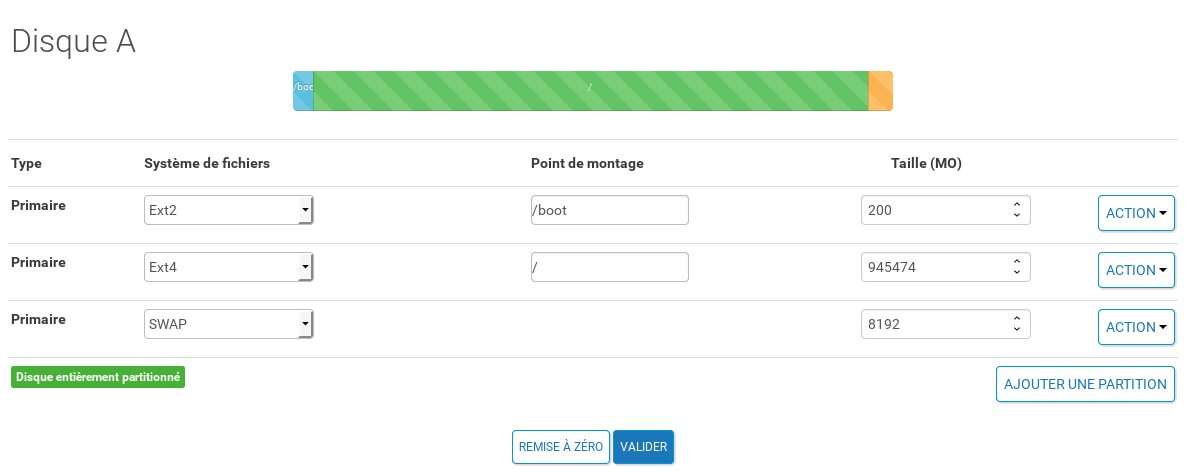 Disque A
/boc /
Type Système de fichiers Point de montage Taille (MO)
Primaire Ext2 /boot 200 ACTION
Primaire Ext4 / 945474 ACTION
Primaire SWAP 8192 ACTION
Disque entièrement partitionné AJOUTER UNE PARTITION
REMISE À ZÉRO VALIDER